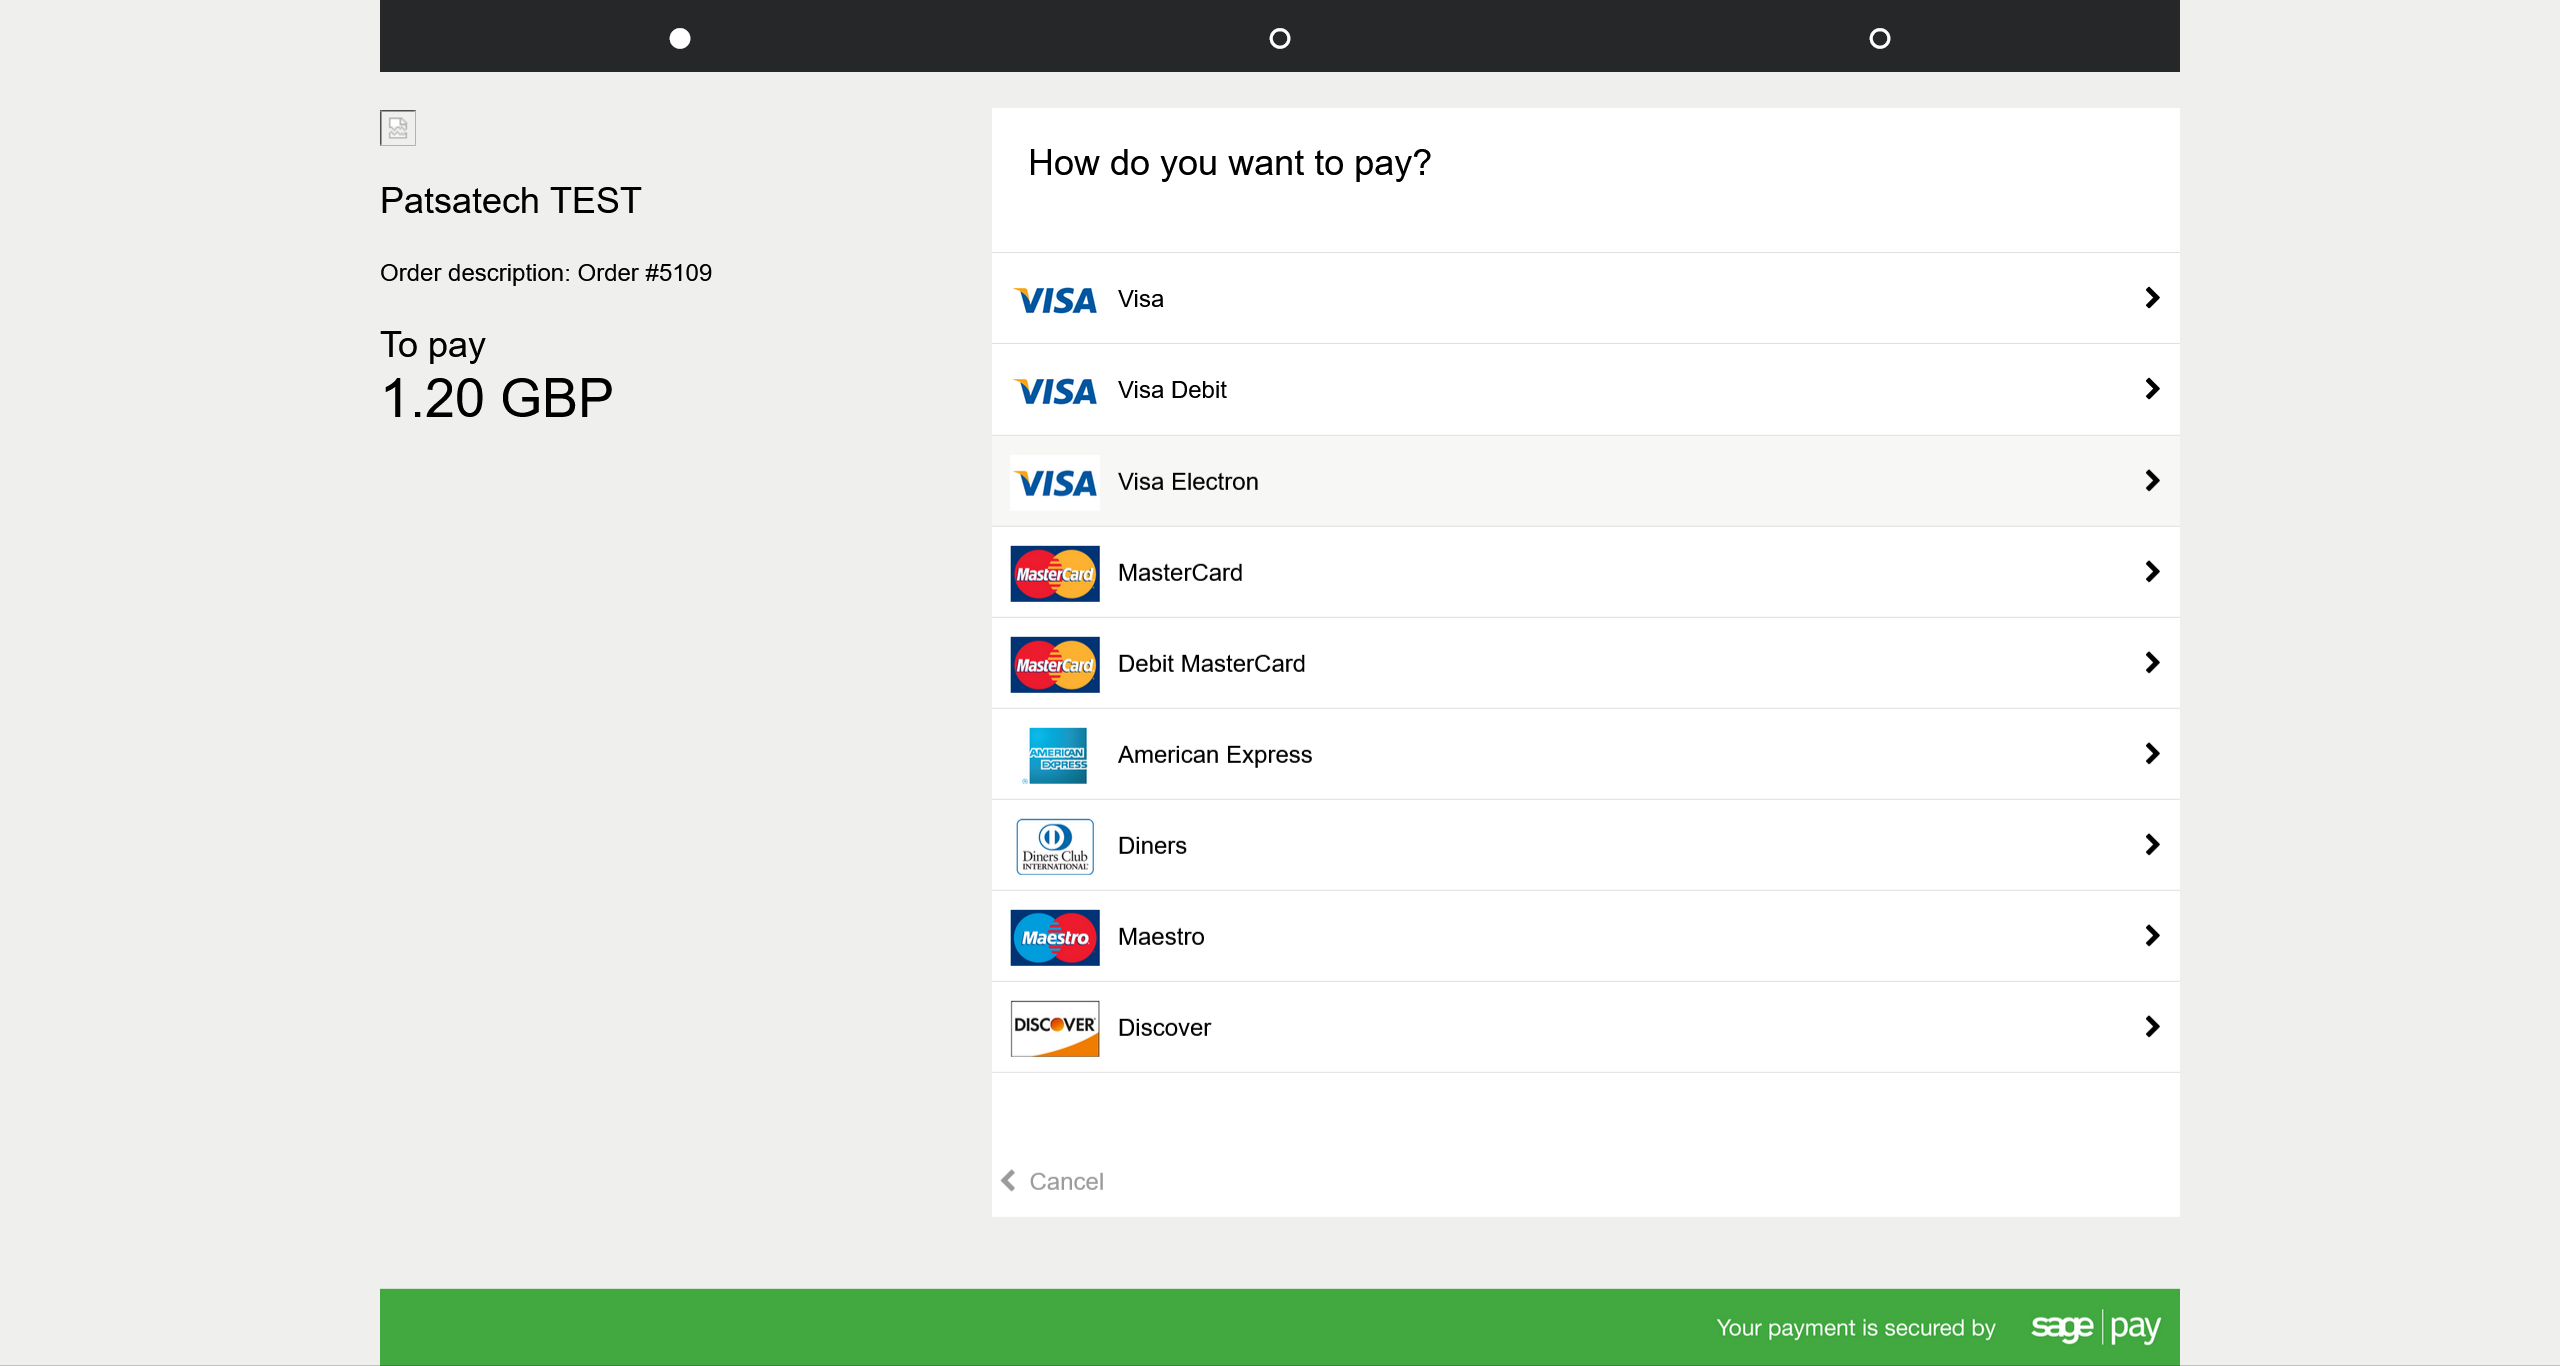 Patsatech TEST
Order description: Order #5109
To pay
1.20 GBP
How do you want to pay?
VISA Visa
VISA Visa Debit
VISA Visa Electron
MasterCard MasterCard
MasterCard Debit MasterCard
AMERICAN EXPRESS ® American Express
Diners Club INTERNATIONAL Diners
Maestro Maestro
DISCOVER Discover
Cancel
Your payment is secured by sage pay